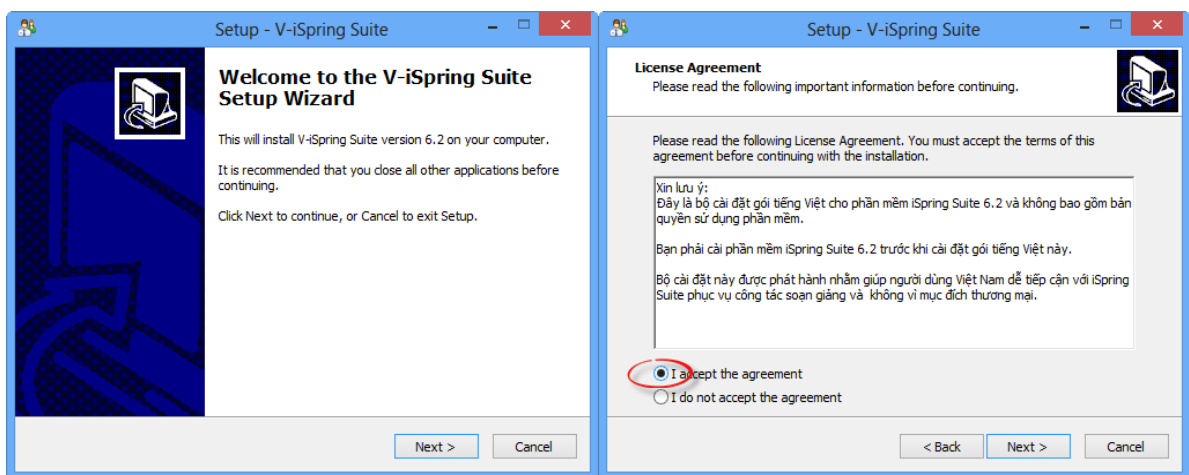 Setup - V-iSpring Suite
Welcome to the V-iSpring Suite
Setup Wizard
This will install V-iSpring Suite version 6.2 on your computer.
It is recommended that you close all other applications before
continuing.
Click Next to continue, or Cancel to exit Setup.
Next >
Cancel
Setup - V-iSpring Suite
License Agreement
Please read the following important information before continuing.
Please read the following License Agreement. You must accept the terms of this
agreement before continuing with the installation.
Xin lưu ý:
Đây là bộ cài đặt gói tiếng Việt cho phần mềm iSpring Suite 6.2 và không bao gồm bản
quyền sử dụng phần mềm.
Bạn phải cài phần mềm iSpring Suite 6.2 trước khi cài đặt gói tiếng Việt này.
Bộ cài đặt này được phát hành nhằm giúp người dùng Việt Nam dễ tiếp cận với iSpring
Suite phục vụ công tác soạn giảng và không vì mục đích thương mại.
I accept the agreement
I do not accept the agreement
< Back
Next >
Cancel